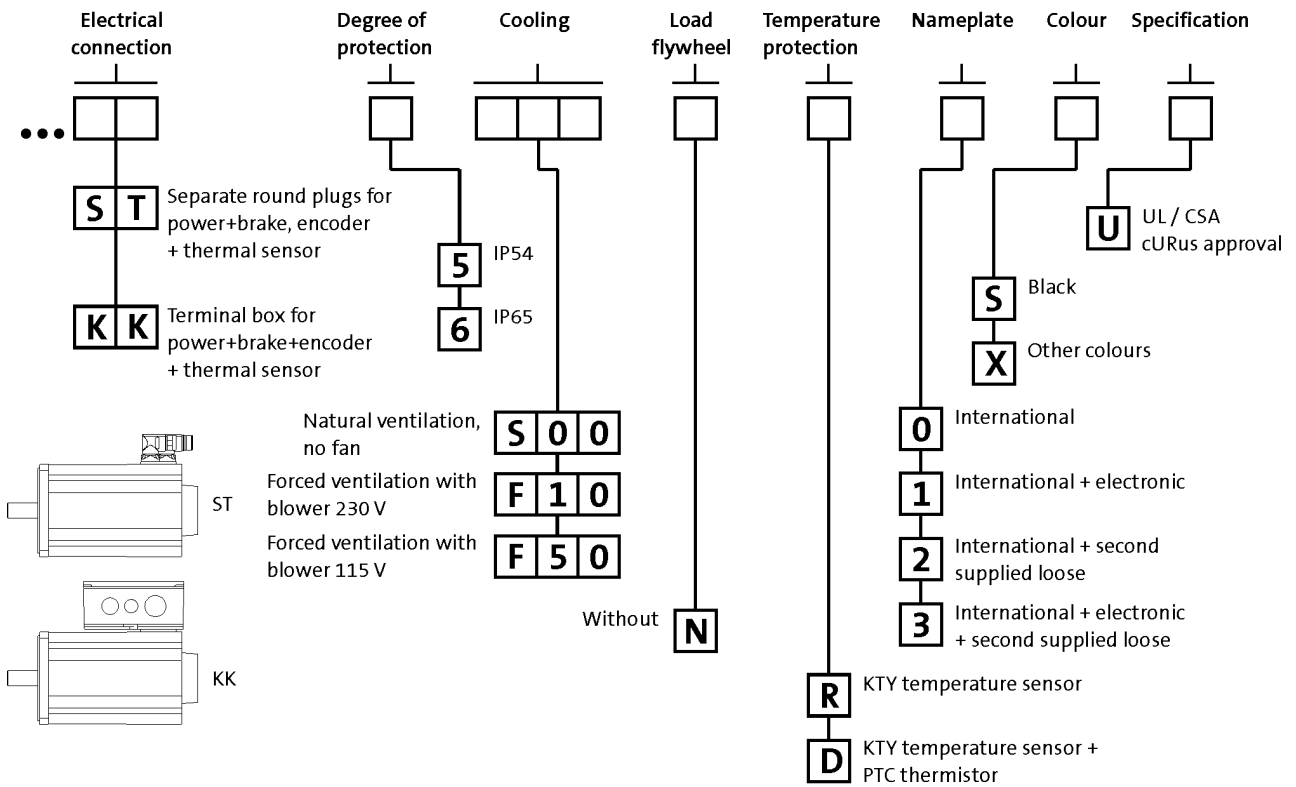 Electrical
connection
Degree of
protection
Cooling
Load
flywheel
Temperature
protection
Nameplate
Colour
Specification
•••
S T
Separate round plugs for
power+brake, encoder
+ thermal sensor
K K
Terminal box for
power+brake+encoder
+ thermal sensor
5
IP54
6
IP65
Natural ventilation,
no fan
S 0 0
Forced ventilation with
blower 230 V
F 1 0
Forced ventilation with
blower 115 V
F 5 0
Without
N
R
KTY temperature sensor
D
KTY temperature sensor +
PTC thermistor
0
International
1
International + electronic
2
International + second
supplied loose
3
International + electronic
+ second supplied loose
S
Black
X
Other colours
U
UL / CSA
cURus approval
ST
KK